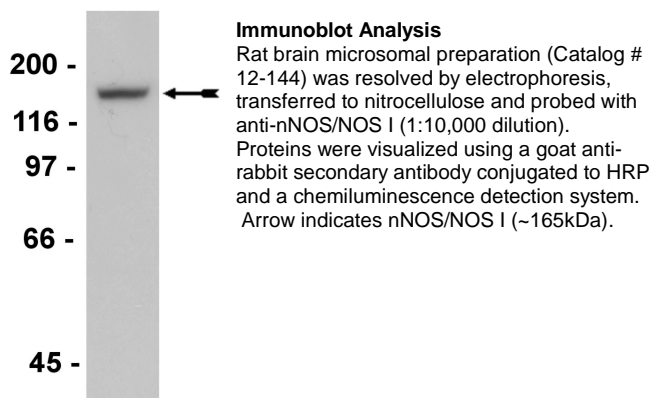 200 -
116 -
97 -
66 -
45 -
Immunoblot Analysis
Rat brain microsomal preparation (Catalog #
12-144) was resolved by electrophoresis,
transferred to nitrocellulose and probed with
anti-nNOS/NOS I (1:10,000 dilution).
Proteins were visualized using a goat anti-
rabbit secondary antibody conjugated to HRP
and a chemiluminescence detection system.
Arrow indicates nNOS/NOS I (~165kDa).